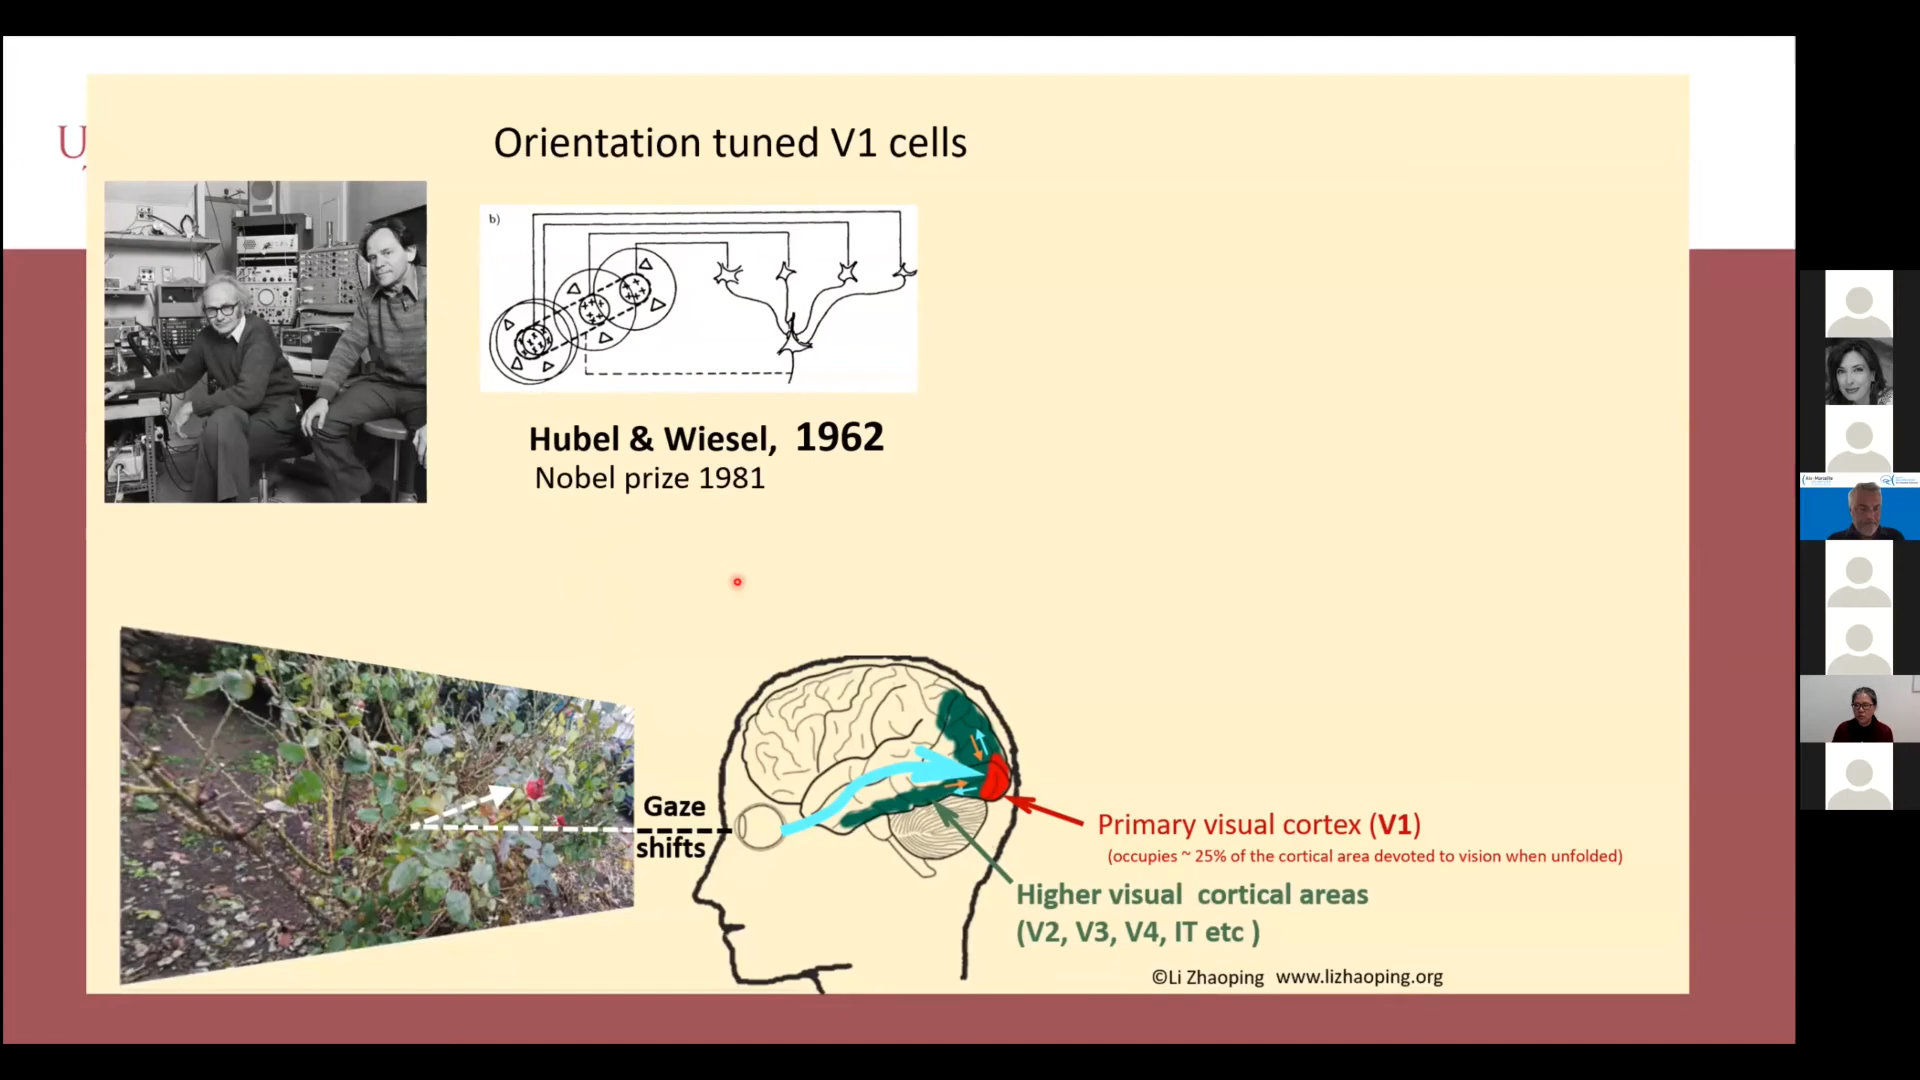 U
Orientation tuned V1 cells
b)
Hubel & Wiesel, 1962
Nobel prize 1981
Gaze
shifts
Primary visual cortex (V1)
(occupies ~ 25% of the cortical area devoted to vision when unfolded)
Higher visual cortical areas
(V2, V3, V4, IT etc )
©Li Zhaoping www.lizhaoping.org
Aix-Marseille